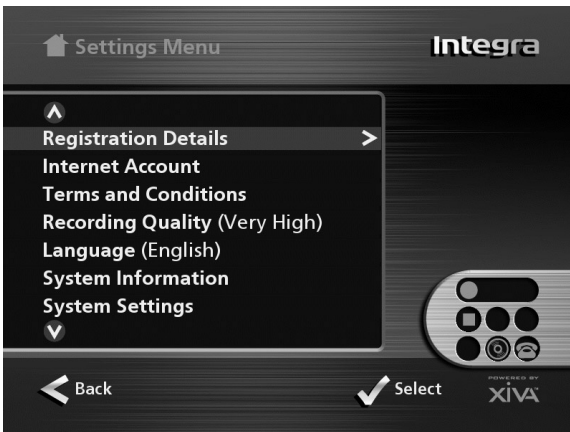 Settings Menu
Integra
Registration Details
Internet Account
Terms and Conditions
Recording Quality (Very High)
Language (English)
System Information
System Settings
Back
Select
POWERED BY
XiVA